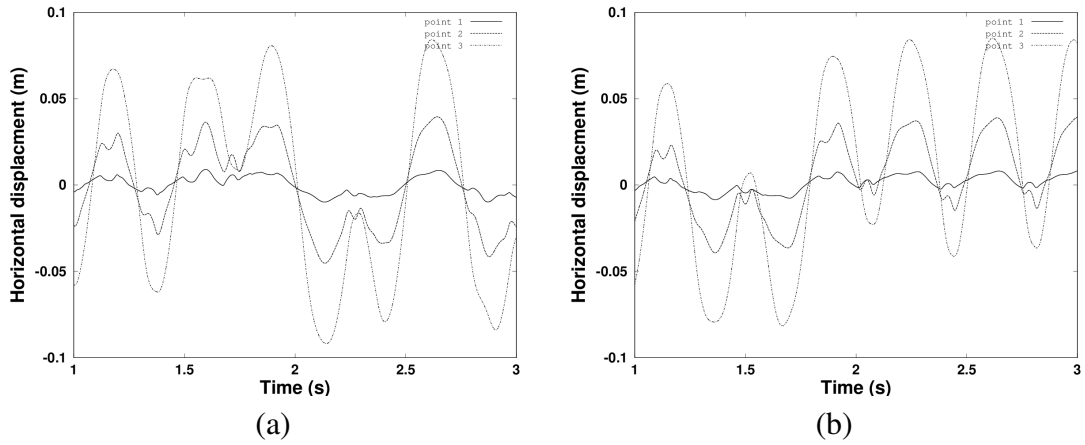 0.1
0.05
0
-0.05
-0.1
1
1.5
2
2.5
3
Horizontal displacment (m)
Time (s)
point 1
point 2
point 3
(a)
0.1
0.05
0
-0.05
-0.1
1
1.5
2
2.5
3
Horizontal displacment (m)
Time (s)
point 1
point 2
point 3
(b)